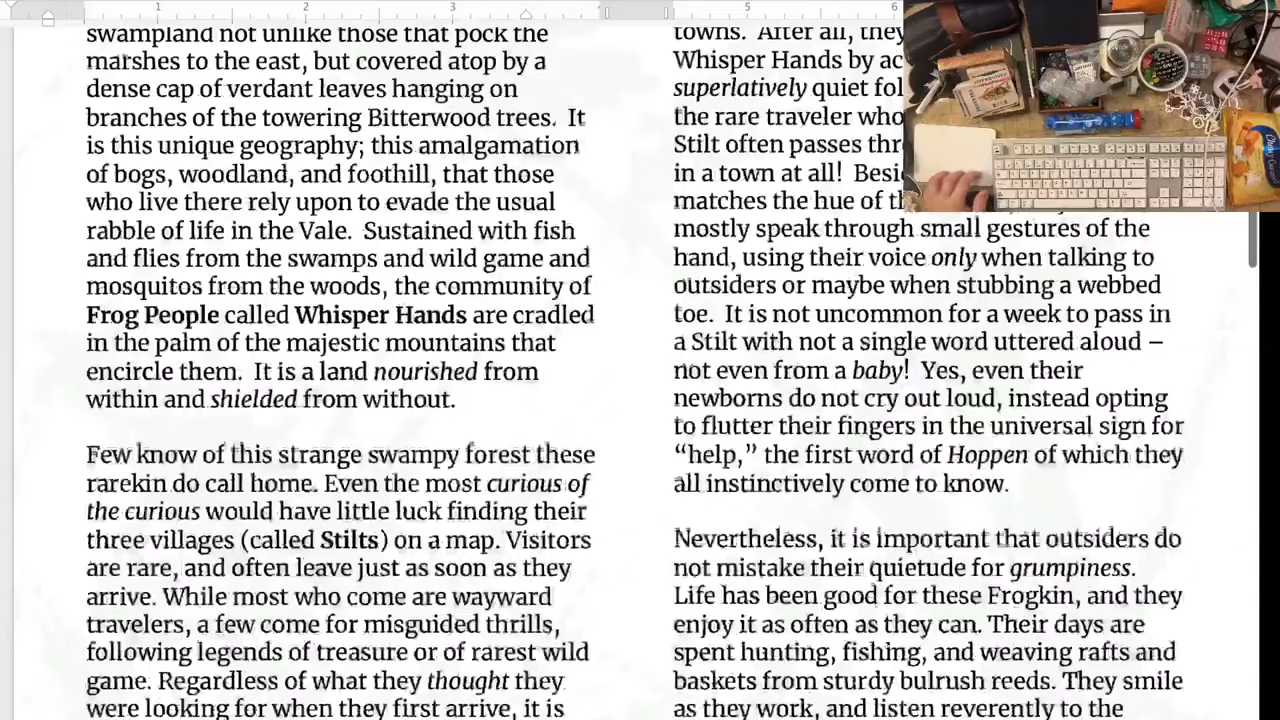 1 2 3 5 6
swampland not unlike those that pock the
marshes to the east, but covered atop by a
dense cap of verdant leaves hanging on
branches of the towering Bitterwood trees.  It
is this unique geography; this amalgamation
of bogs, woodland, and foothill, that those
who live there rely upon to evade the usual
rabble of life in the Vale.  Sustained with fish
and flies from the swamps and wild game and
mosquitos from the woods, the community of
Frog People called Whisper Hands are cradled
in the palm of the majestic mountains that
encircle them.  It is a land nourished from
within and shielded from without.
Few know of this strange swampy forest these
rarekin do call home. Even the most curious of
the curious would have little luck finding their
three villages (called Stilts) on a map. Visitors
are rare, and often leave just as soon as they
arrive. While most who come are wayward
travelers, a few come for misguided thrills,
following legends of treasure or of rarest wild
game. Regardless of what they thought they
were looking for when they first arrive, it is
towns.  After all, they
Whisper Hands by ac
superlatively quiet fol
the rare traveler who
Stilt often passes thr
in a town at all!  Besi
matches the hue of t
mostly speak through small gestures of the
hand, using their voice only when talking to
outsiders or maybe when stubbing a webbed
toe.  It is not uncommon for a week to pass in
a Stilt with not a single word uttered aloud –
not even from a baby!  Yes, even their
newborns do not cry out loud, instead opting
to flutter their fingers in the universal sign for
“help,” the first word of Hoppen of which they
all instinctively come to know.
Nevertheless, it is important that outsiders do
not mistake their quietude for grumpiness.
Life has been good for these Frogkin, and they
enjoy it as often as they can. Their days are
spent hunting, fishing, and weaving rafts and
baskets from sturdy bulrush reeds. They smile
as they work, and listen reverently to the